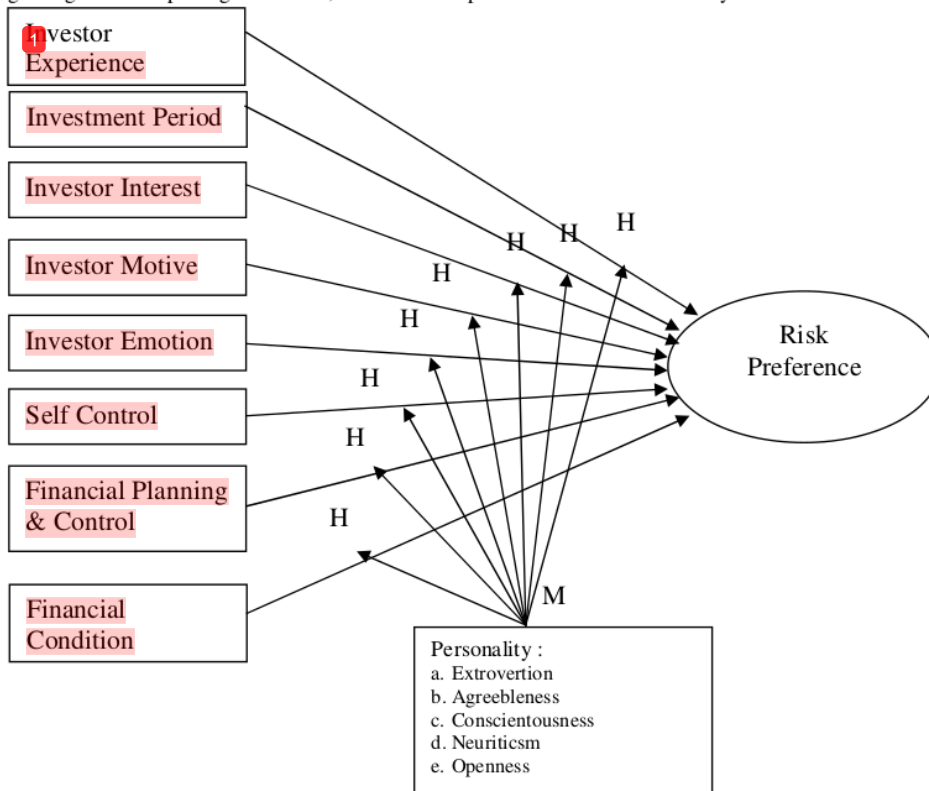 1
Investor
Experience
Investment Period
Investor Interest
Investor Motive
Investor Emotion
Self Control
Financial Planning
& Control
Financial
Condition
H
H
H
H
H
H
H
H
Risk
Preference
M
Personality :
a. Extrovertion
b. Agreebleness
c. Conscientousness
d. Neuriticsm
e. Openness